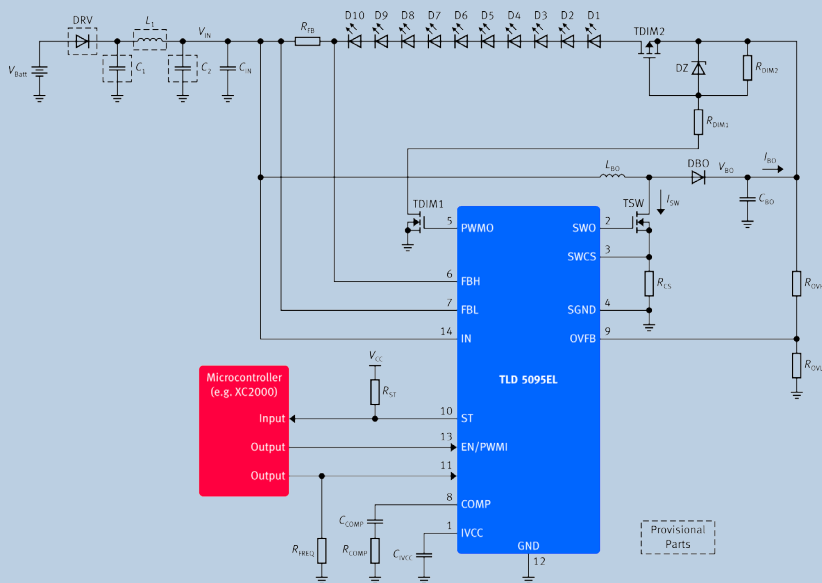 DRV
L1
VIN
RFB
D10 D9 D8 D7 D6 D5 D4 D3 D2 D1
TDIM2
VBatt
C1
C2
CIN
DZ
RDIM2
RDIM1
LBO
DBO
VBO
IBO
ISW
CBO
TDIM1
TSW
5 PWMO
SWO 2
SWCS 3
6 FBH
RCS
ROVH
7 FBL
SGND 4
14 IN
OVFB 9
ROVL
TLD 5095EL
VCC
RST
Microcontroller
(e.g. XC2000)
Input
10 ST
Output
13 EN/PWMI
Output
11
8 COMP
CCOMP
1 IVCC
RFREQ
RCOMP
CIVCC
GND
12
Provisional
Parts